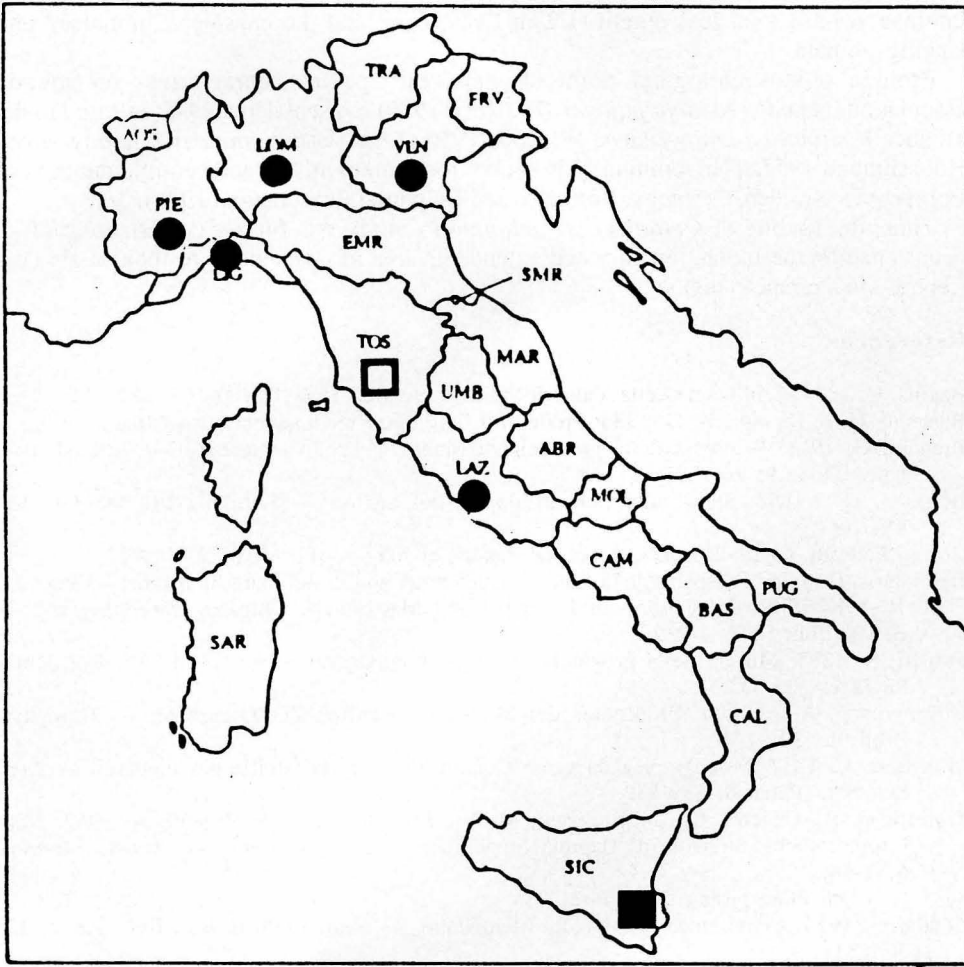 TRA
FRV
AOS
LOM
VEN
PIE
EMR
LIG
SMR
TOS
MAR
UMB
ABR
LAZ
MOL
CAM
PUG
BAS
SAR
CAL
SIC